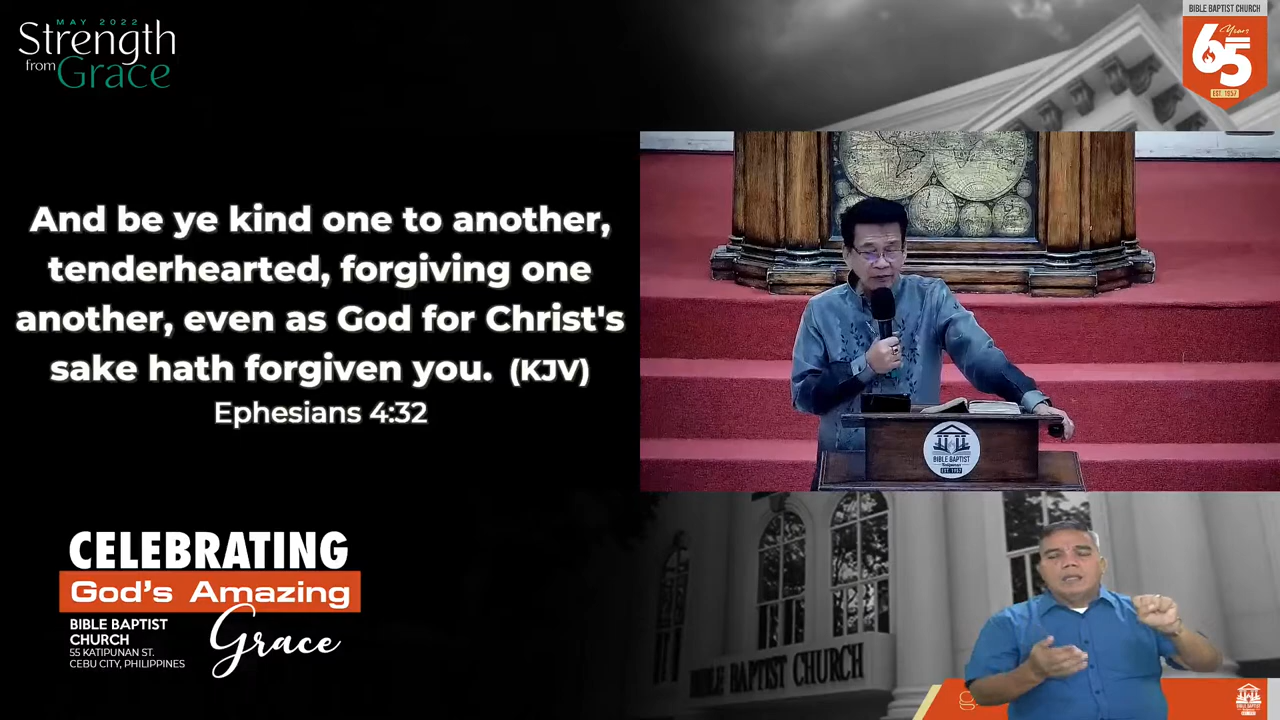 MAY 2022
Strength
from Grace
BIBLE BAPTIST CHURCH
65 Years
EST. 1957
And be ye kind one to another,
tenderhearted, forgiving one
another, even as God for Christ's
sake hath forgiven you. (KJV)
Ephesians 4:32
BIBLE BAPTIST
Katipunan
EST. 1957
CELEBRATING
God's Amazing
Grace
BIBLE BAPTIST
CHURCH
55 KATIPUNAN ST.
CEBU CITY, PHILIPPINES
BIBLE BAPTIST CHURCH